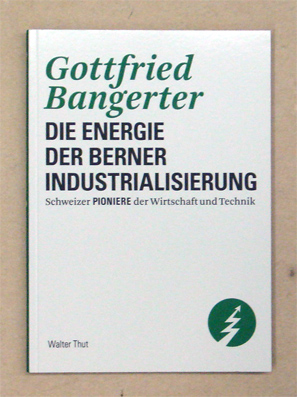 Gottfried
Bangerter
DIE ENERGIE
DER BERNER
INDUSTRIALISIERUNG
Schweizer PIONIERE der Wirtschaft und Technik
Walter Thut